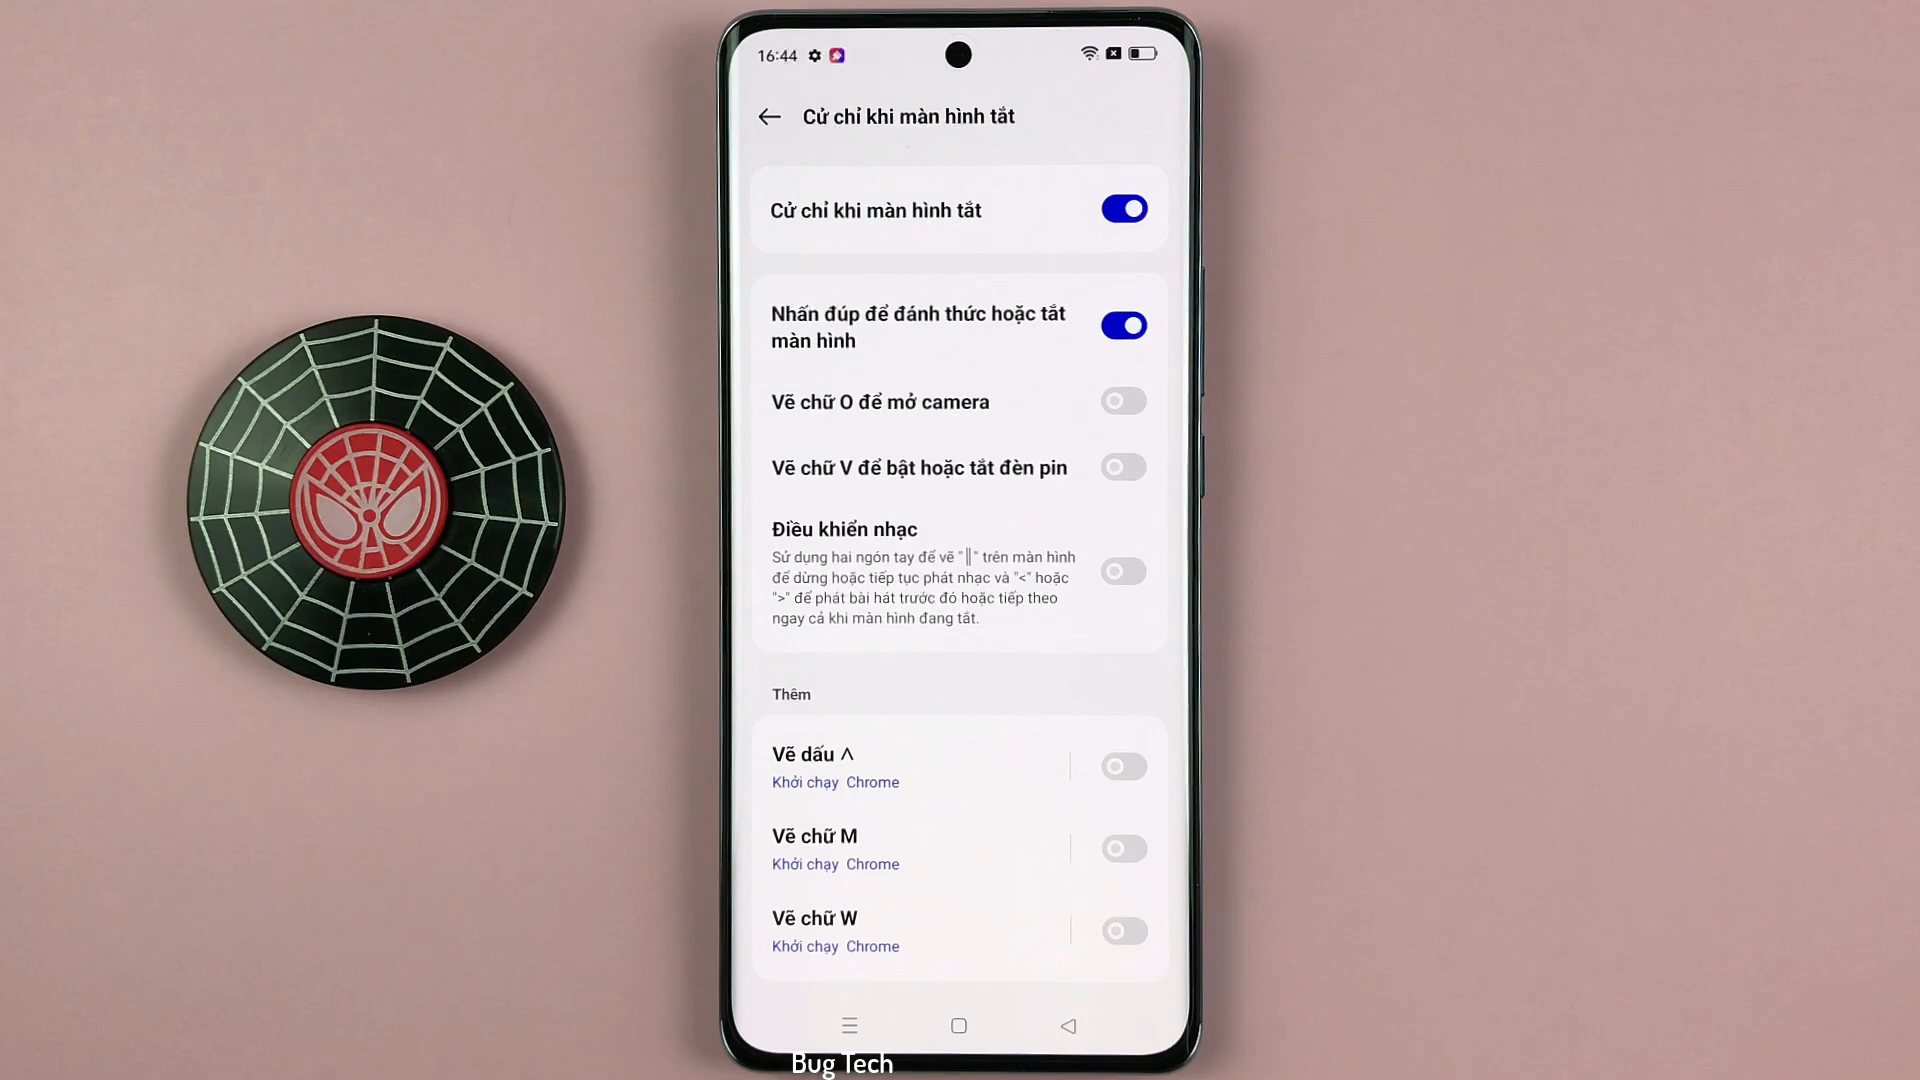 16:44
Cử chỉ khi màn hình tắt
Cử chỉ khi màn hình tắt
Nhấn đúp để đánh thức hoặc tắt
màn hình
Vẽ chữ O để mở camera
Vẽ chữ V để bật hoặc tắt đèn pin
Điều khiển nhạc
Sử dụng hai ngón tay để vẽ "||" trên màn hình
để dừng hoặc tiếp tục phát nhạc và "<" hoặc
">" để phát bài hát trước đó hoặc tiếp theo
ngay cả khi màn hình đang tắt.
Thêm
Vẽ dấu ^
Khởi chạy Chrome
Vẽ chữ M
Khởi chạy Chrome
Vẽ chữ W
Khởi chạy Chrome
Bug Tech